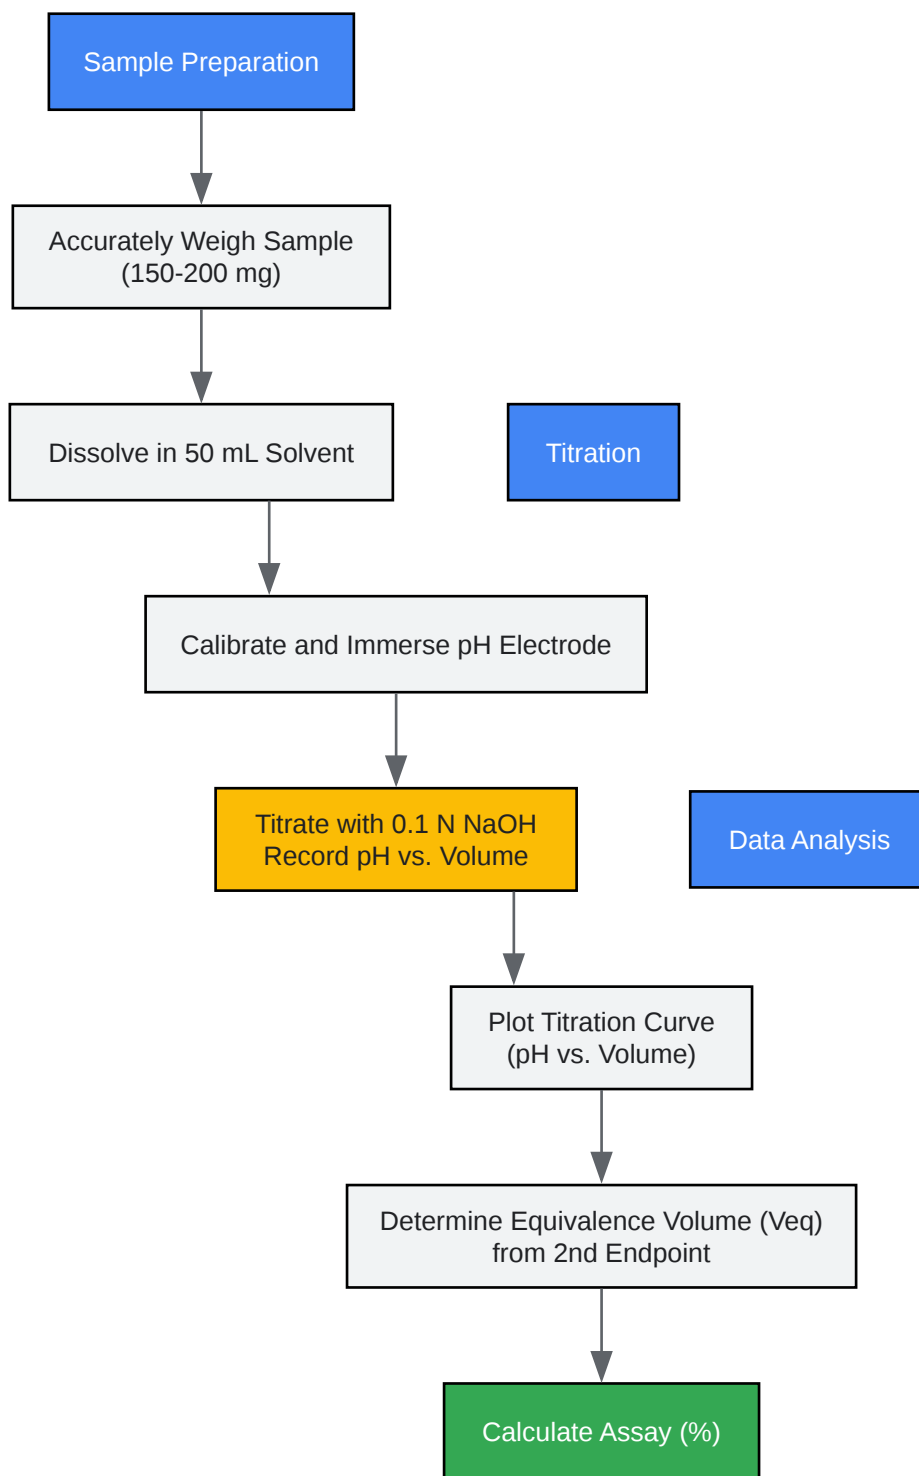 Sample Preparation
Accurately Weigh Sample
(150-200 mg)
Dissolve in 50 mL Solvent
Titration
Calibrate and Immerse pH Electrode
Titrate with 0.1 N NaOH
Record pH vs. Volume
Data Analysis
Plot Titration Curve
(pH vs. Volume)
Determine Equivalence Volume (Veq)
from 2nd Endpoint
Calculate Assay (%)